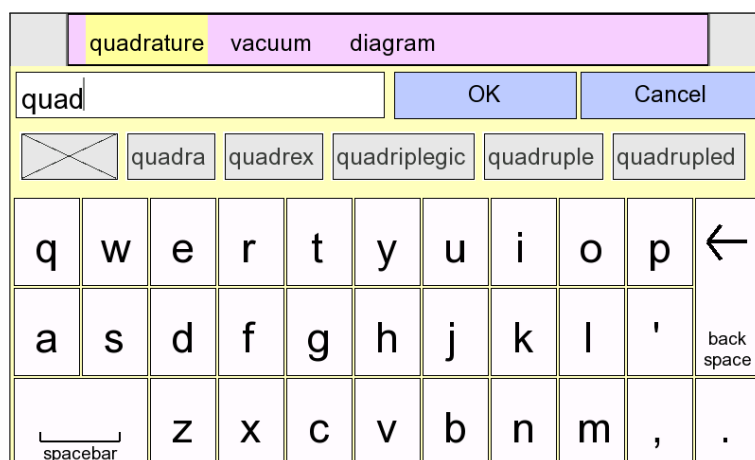 quadrature vacuum diagram
quad OK Cancel
quadra quadrex quadriplegic quadruple quadrupled
q w e r t y u i o p ←
a s d f g h j k l ' back space
spacebar z x c v b n m , .